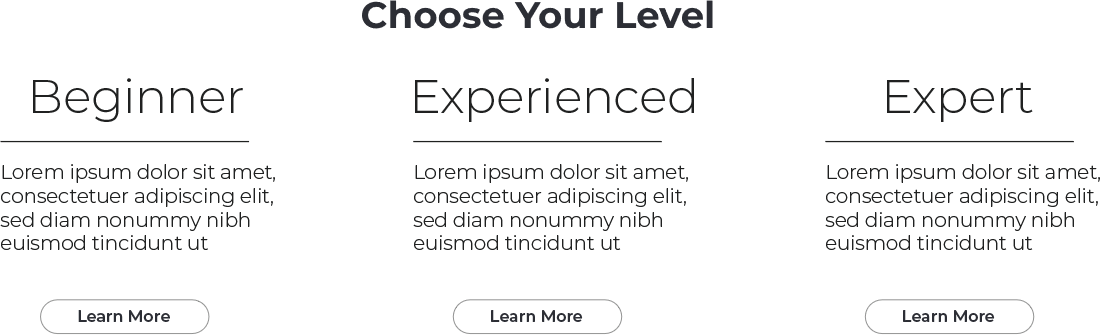 Choose Your Level
Beginner
Lorem ipsum dolor sit amet,
consectetuer adipiscing elit,
sed diam nonummy nibh
euismod tincidunt ut
Learn More
Experienced
Lorem ipsum dolor sit amet,
consectetuer adipiscing elit,
sed diam nonummy nibh
euismod tincidunt ut
Learn More
Expert
Lorem ipsum dolor sit amet,
consectetuer adipiscing elit,
sed diam nonummy nibh
euismod tincidunt ut
Learn More